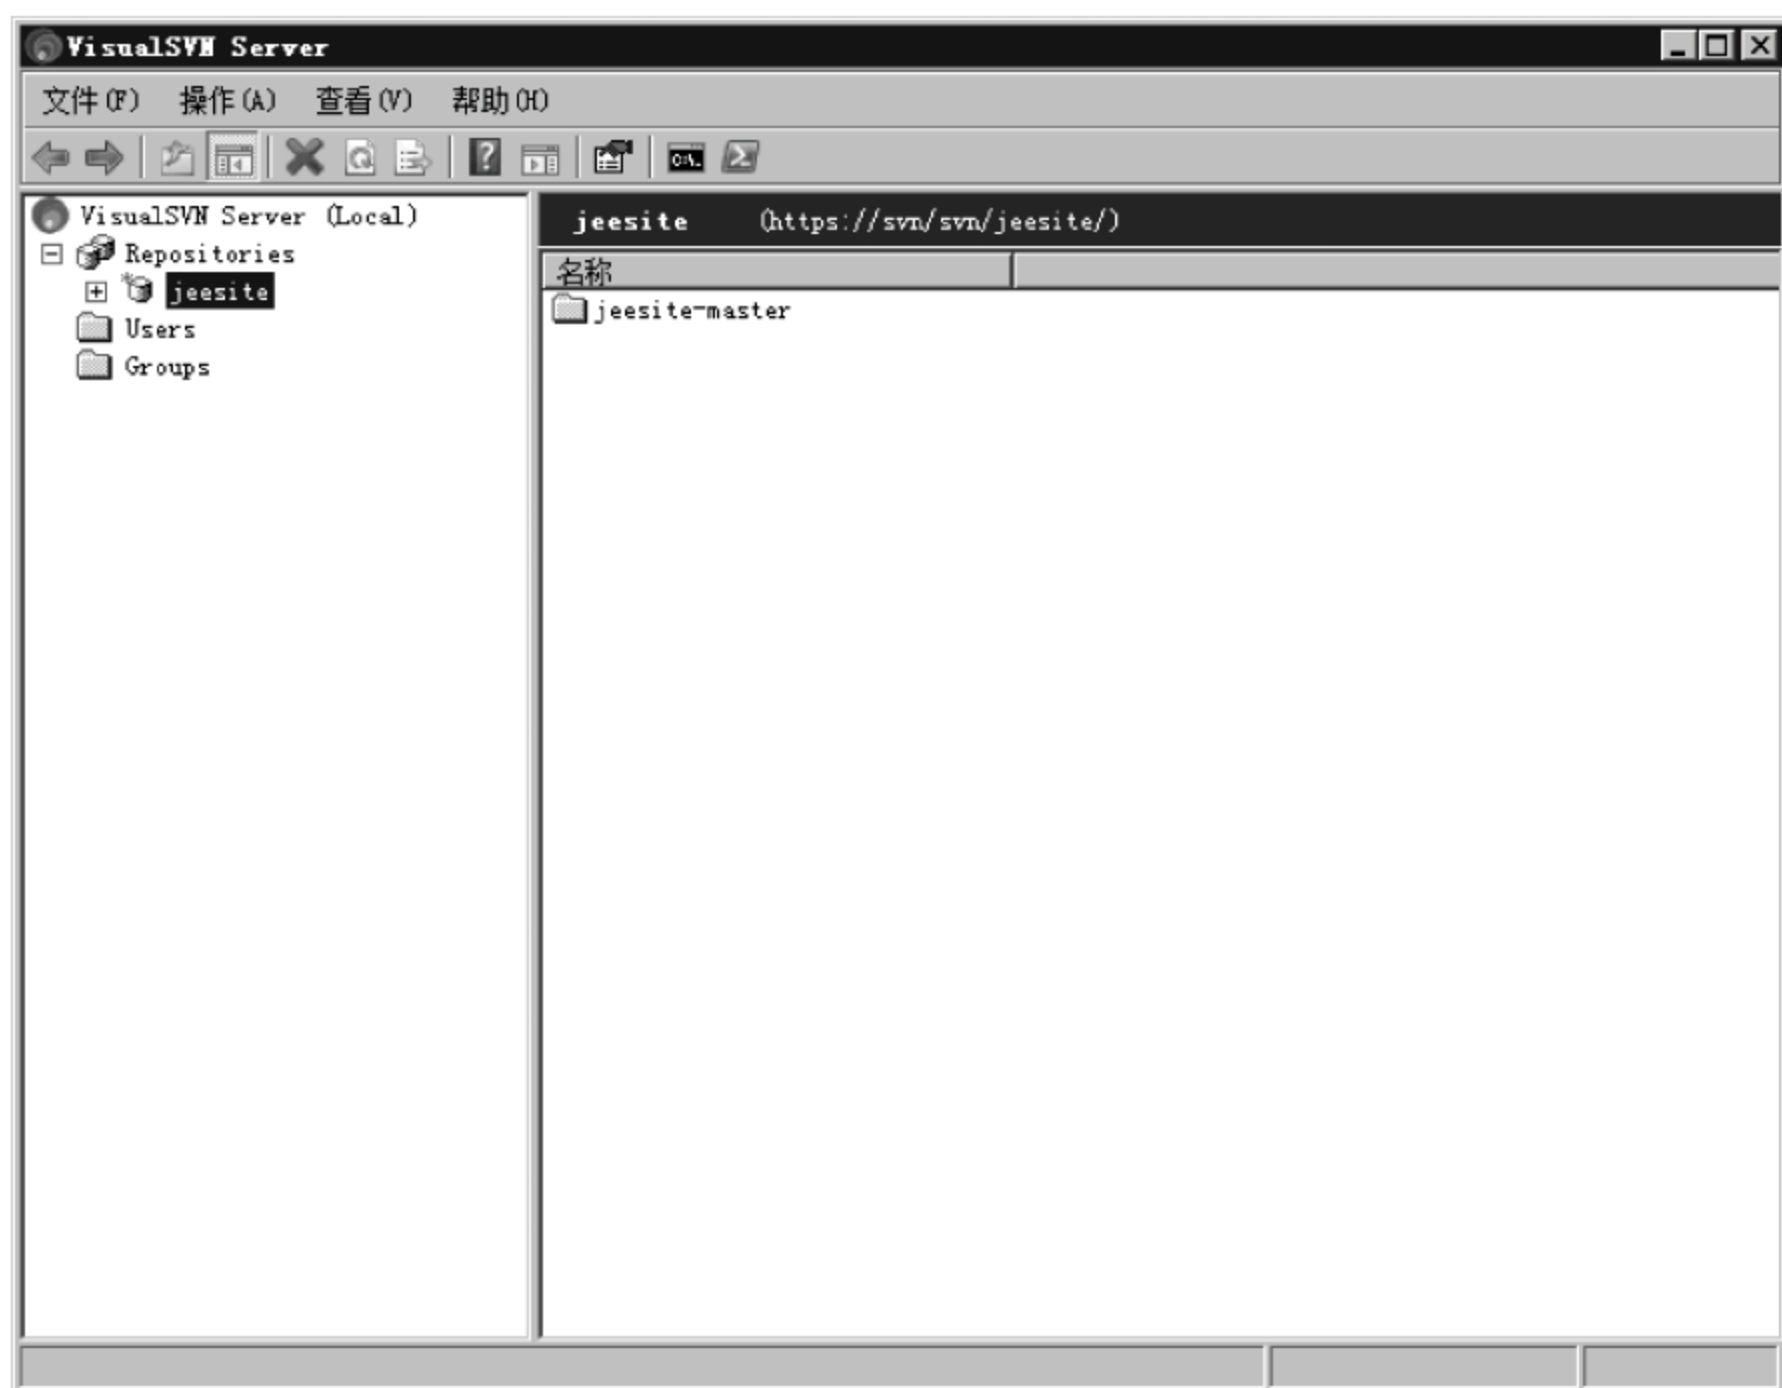 VisualSVN Server
文件(F) 操作(A) 查看(V) 帮助(H)
VisualSVN Server (Local)
Repositories
jeesite
Users
Groups
jeesite (https://svn/svn/jeesite/)
名称
jeesite-master